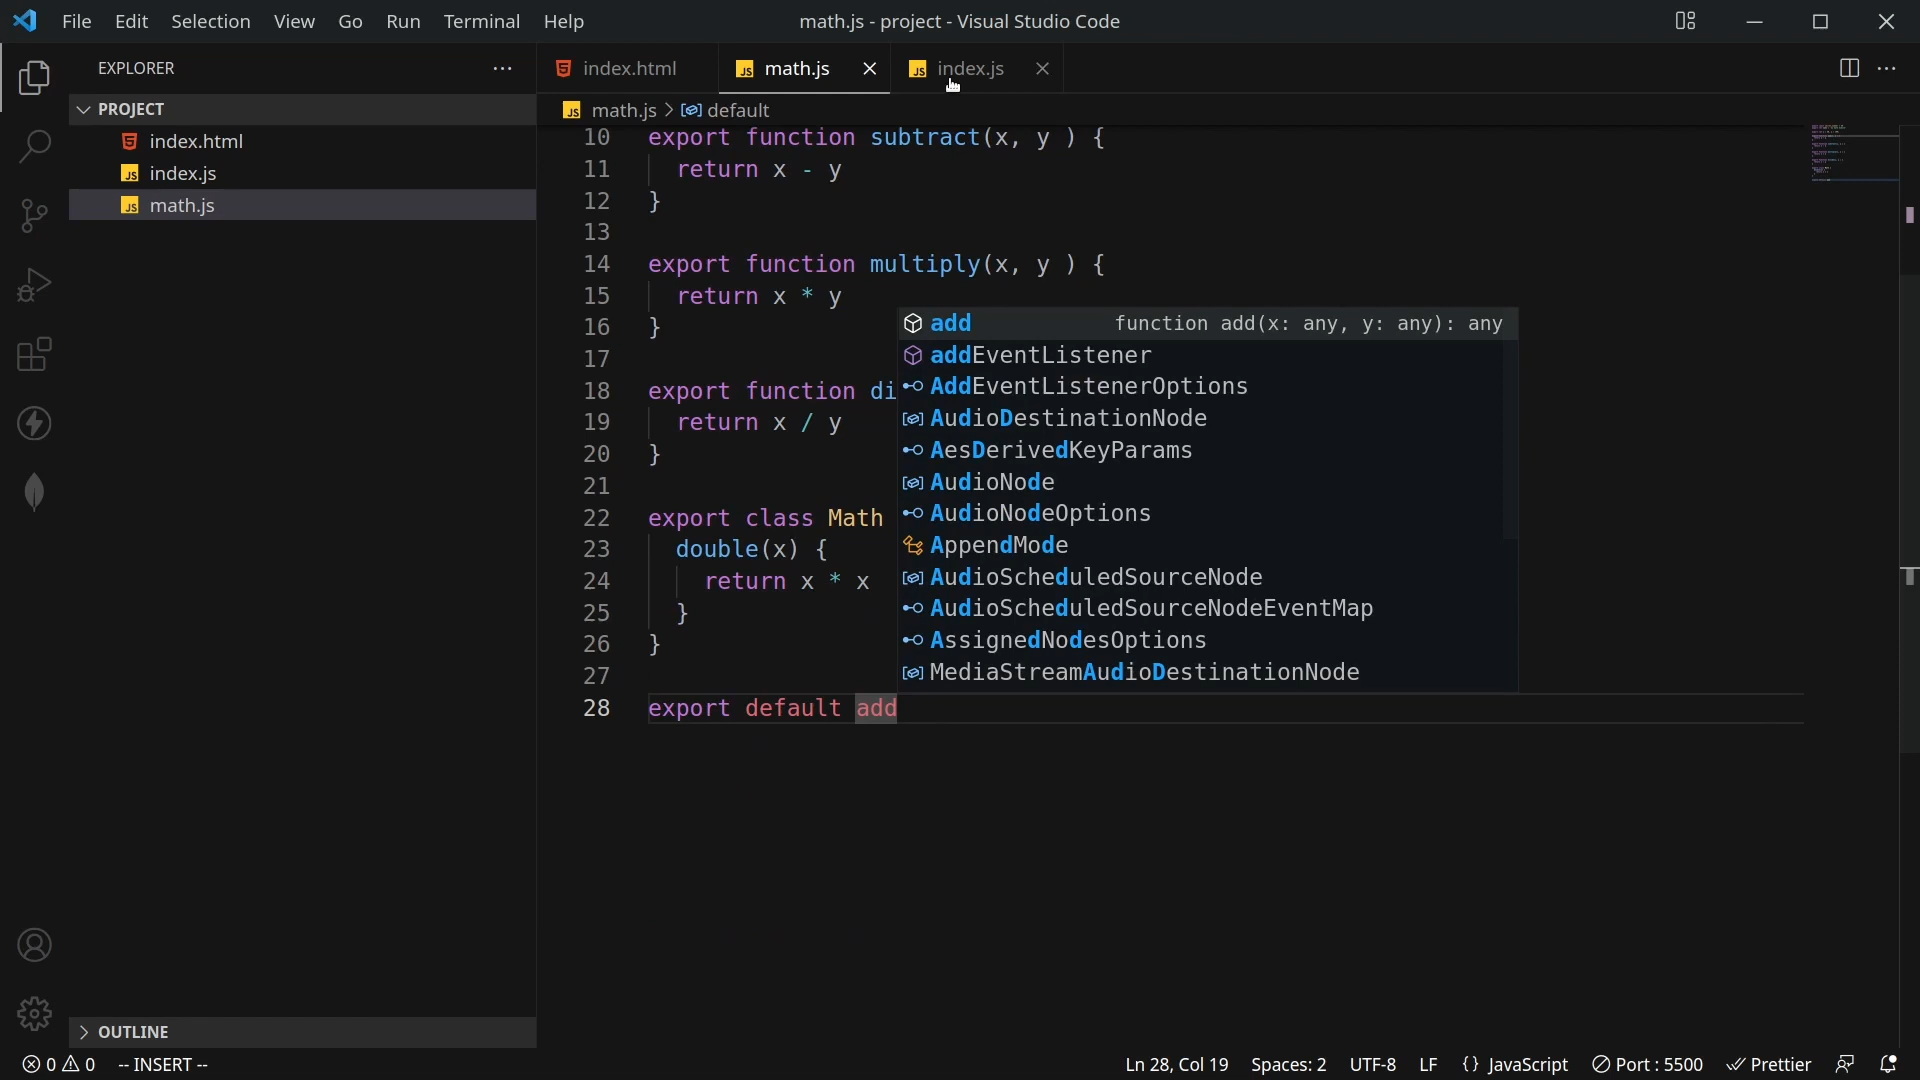 File Edit Selection View Go Run Terminal Help
math.js - project - Visual Studio Code
EXPLORER
PROJECT
index.html
index.js
math.js
OUTLINE
index.html
math.js
index.js
math.js > default
10 export function subtract(x, y ) {
11 return x - y
12 }
13
14 export function multiply(x, y ) {
15 return x * y
16 }
17
18 export function di
19 return x / y
20 }
21
22 export class Math
23 double(x) {
24 return x * x
25 }
26 }
27
28 export default add
add function add(x: any, y: any): any
addEventListener
AddEventListenerOptions
AudioDestinationNode
AesDerivedKeyParams
AudioNode
AudioNodeOptions
AppendMode
AudioScheduledSourceNode
AudioScheduledSourceNodeEventMap
AssignedNodesOptions
MediaStreamAudioDestinationNode
0 0 -- INSERT --
Ln 28, Col 19 Spaces: 2 UTF-8 LF {} JavaScript Port : 5500 Prettier